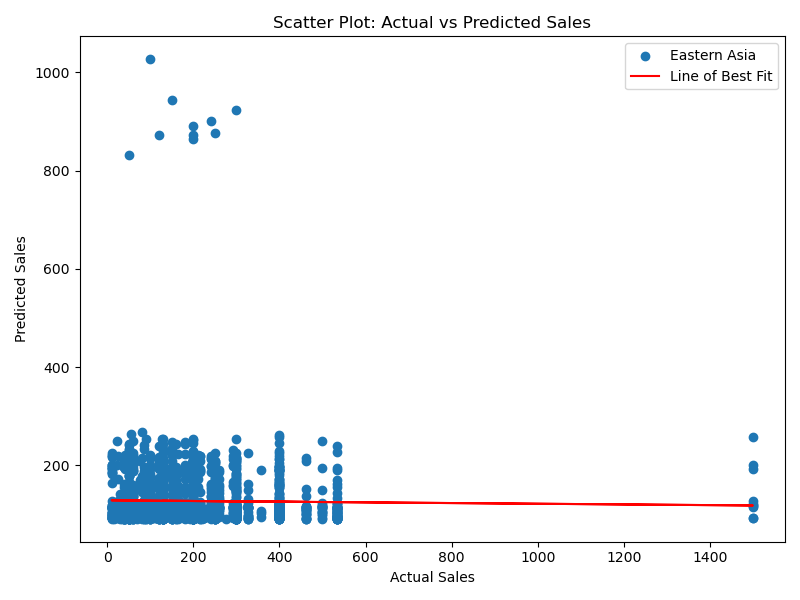 Scatter Plot: Actual vs Predicted Sales
Eastern Asia
Line of Best Fit
Predicted Sales
1000
800
600
400
200
0 200 400 600 800 1000 1200 1400
Actual Sales